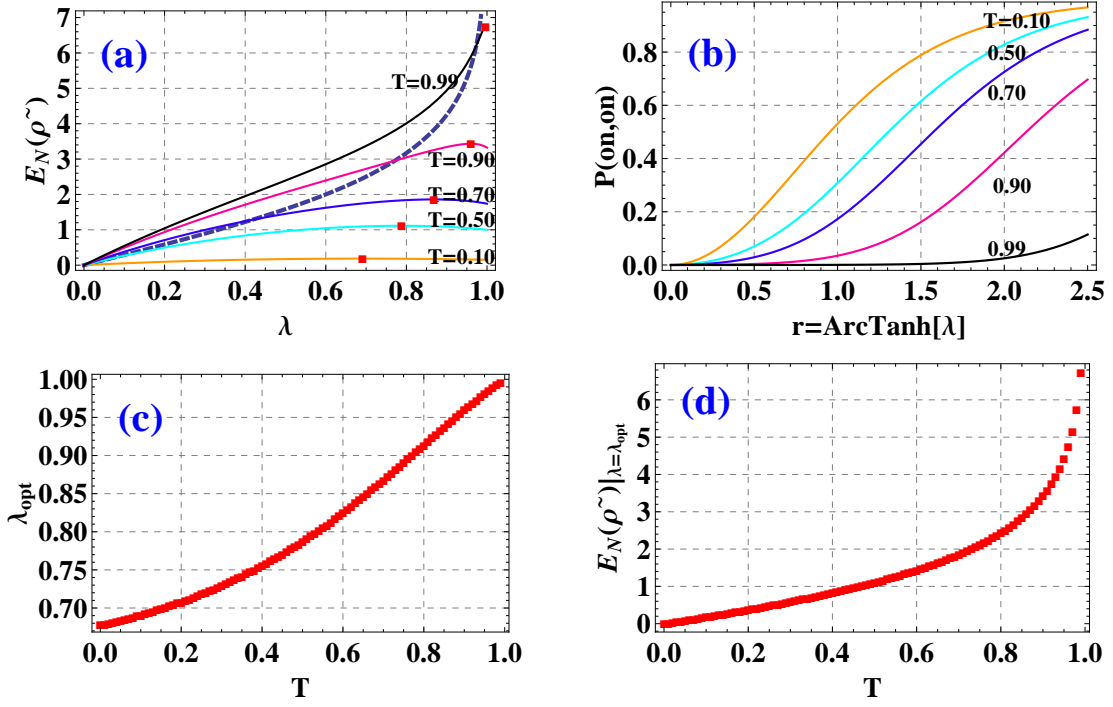 (a)
E_N(ρ~)
7
6
5
4
3
2
1
0
T=0.99
T=0.90
T=0.70
T=0.50
T=0.10
0.0 0.2 0.4 0.6 0.8 1.0
λ
(b)
P(on,on)
0.8
0.6
0.4
0.2
0.0
T=0.10
0.50
0.70
0.90
0.99
0.0 0.5 1.0 1.5 2.0 2.5
r=ArcTanh[λ]
(c)
λopt
1.00
0.95
0.90
0.85
0.80
0.75
0.70
0.0 0.2 0.4 0.6 0.8 1.0
T
(d)
E_N(ρ~)|λ=λopt
6
5
4
3
2
1
0
0.0 0.2 0.4 0.6 0.8 1.0
T